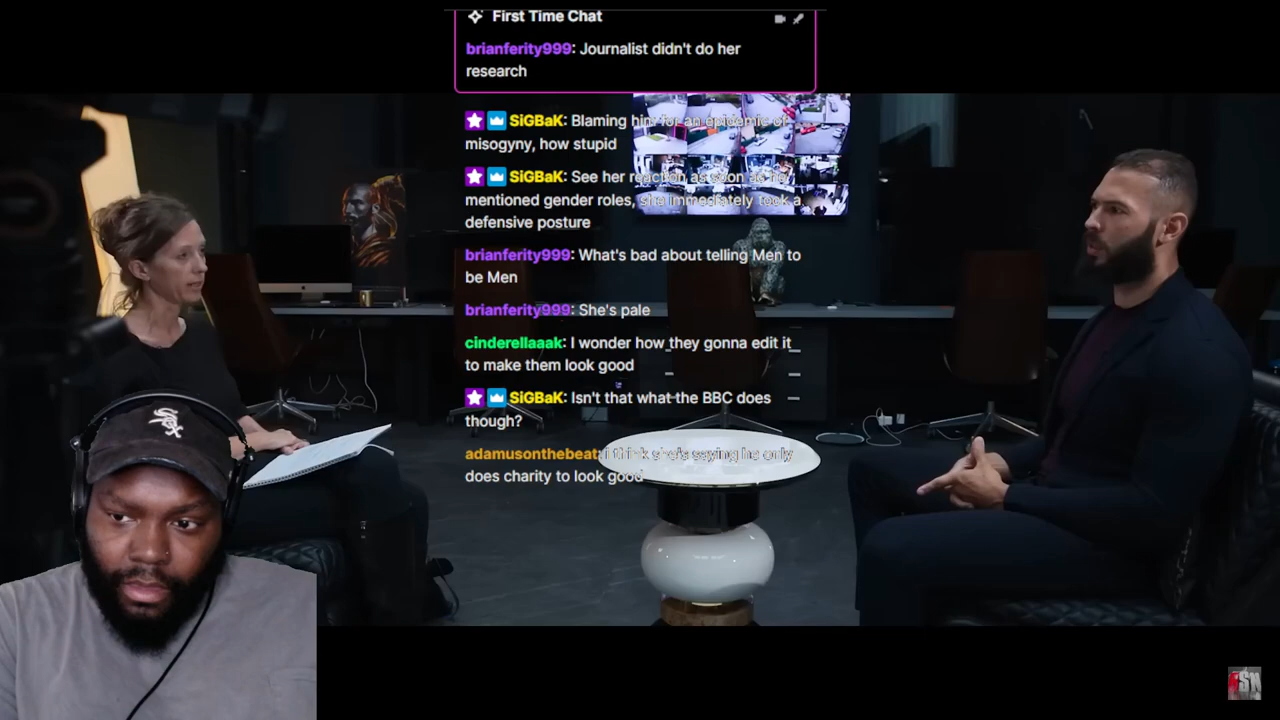 First Time Chat
brianferity999: Journalist didn't do her
research
SiGBaK: Blaming him for an epidemic of
misogyny, how stupid
SiGBaK: See her reaction as soon as he
mentioned gender roles, she immediately took a
defensive posture
brianferity999: What's bad about telling Men to
be Men
brianferity999: She's pale
cinderellaaak: I wonder how they gonna edit it
to make them look good
SiGBaK: Isn't that what the BBC does
though?
adamusonthebeat: i think she's saying he only
does charity to look good